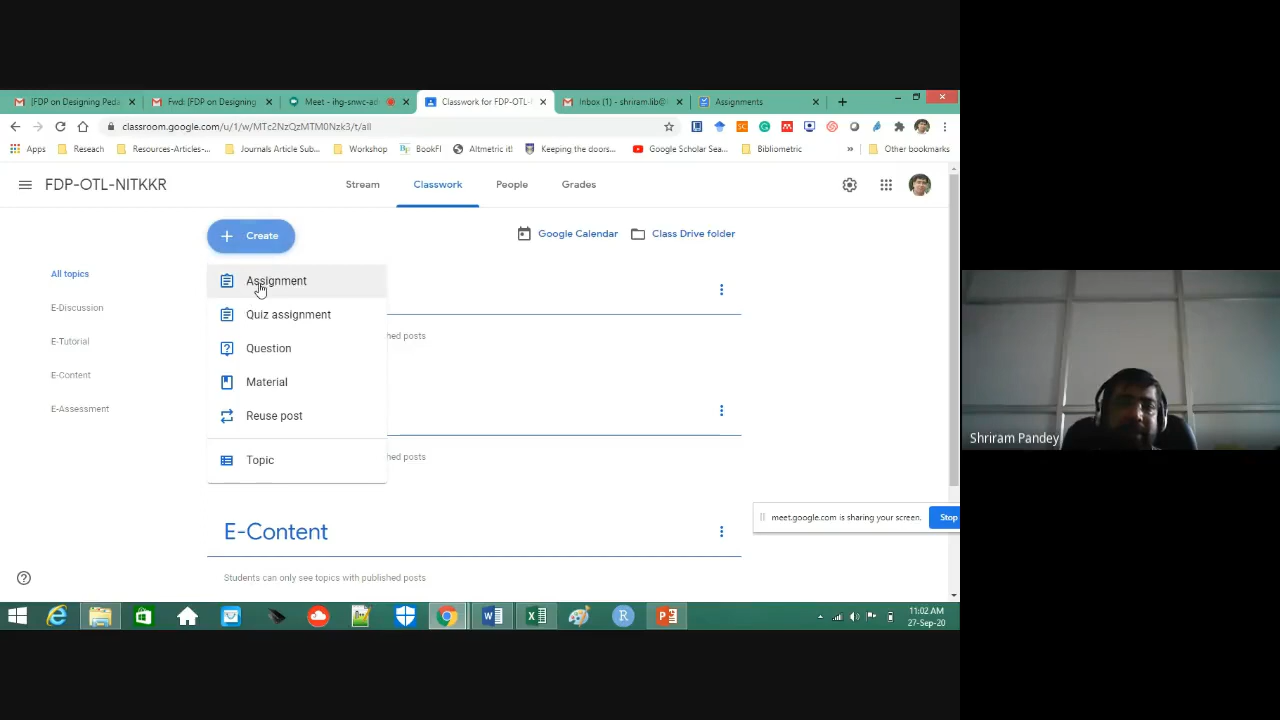 [FDP on Designing Peda
Fwd: [FDP on Designing
Meet - ihg-snwc-ad
Classwork for FDP-OTL-
Inbox (1) - shriram.lib@
Assignments
classroom.google.com/u/1/w/MTc2NzQzMTM0Nzk3/t/all
Apps
Reseach
Resources-Articles-...
Journals Article Sub...
Workshop
BookFI
Altmetric it!
Keeping the doors...
Google Scholar Sea...
Bibliometric
»
Other bookmarks
FDP-OTL-NITKKR
Stream
Classwork
People
Grades
+ Create
Google Calendar
Class Drive folder
All topics
E-Discussion
E-Tutorial
E-Content
E-Assessment
Assignment
Quiz assignment
Question
Material
Reuse post
Topic
hed posts
hed posts
E-Content
Students can only see topics with published posts
meet.google.com is sharing your screen.
Stop
11:02 AM
27-Sep-20
Shriram Pandey